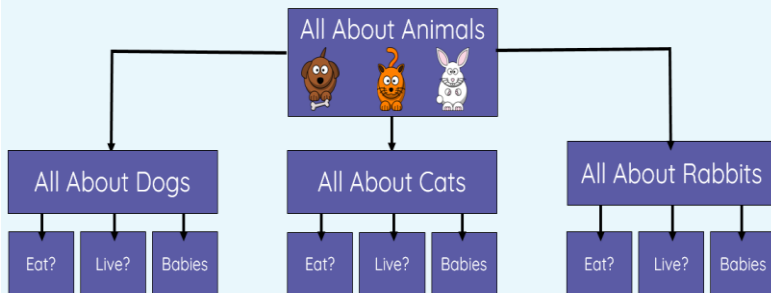 All About Animals
All About Dogs
All About Cats
All About Rabbits
Eat?
Live?
Babies
Eat?
Live?
Babies
Eat?
Live?
Babies